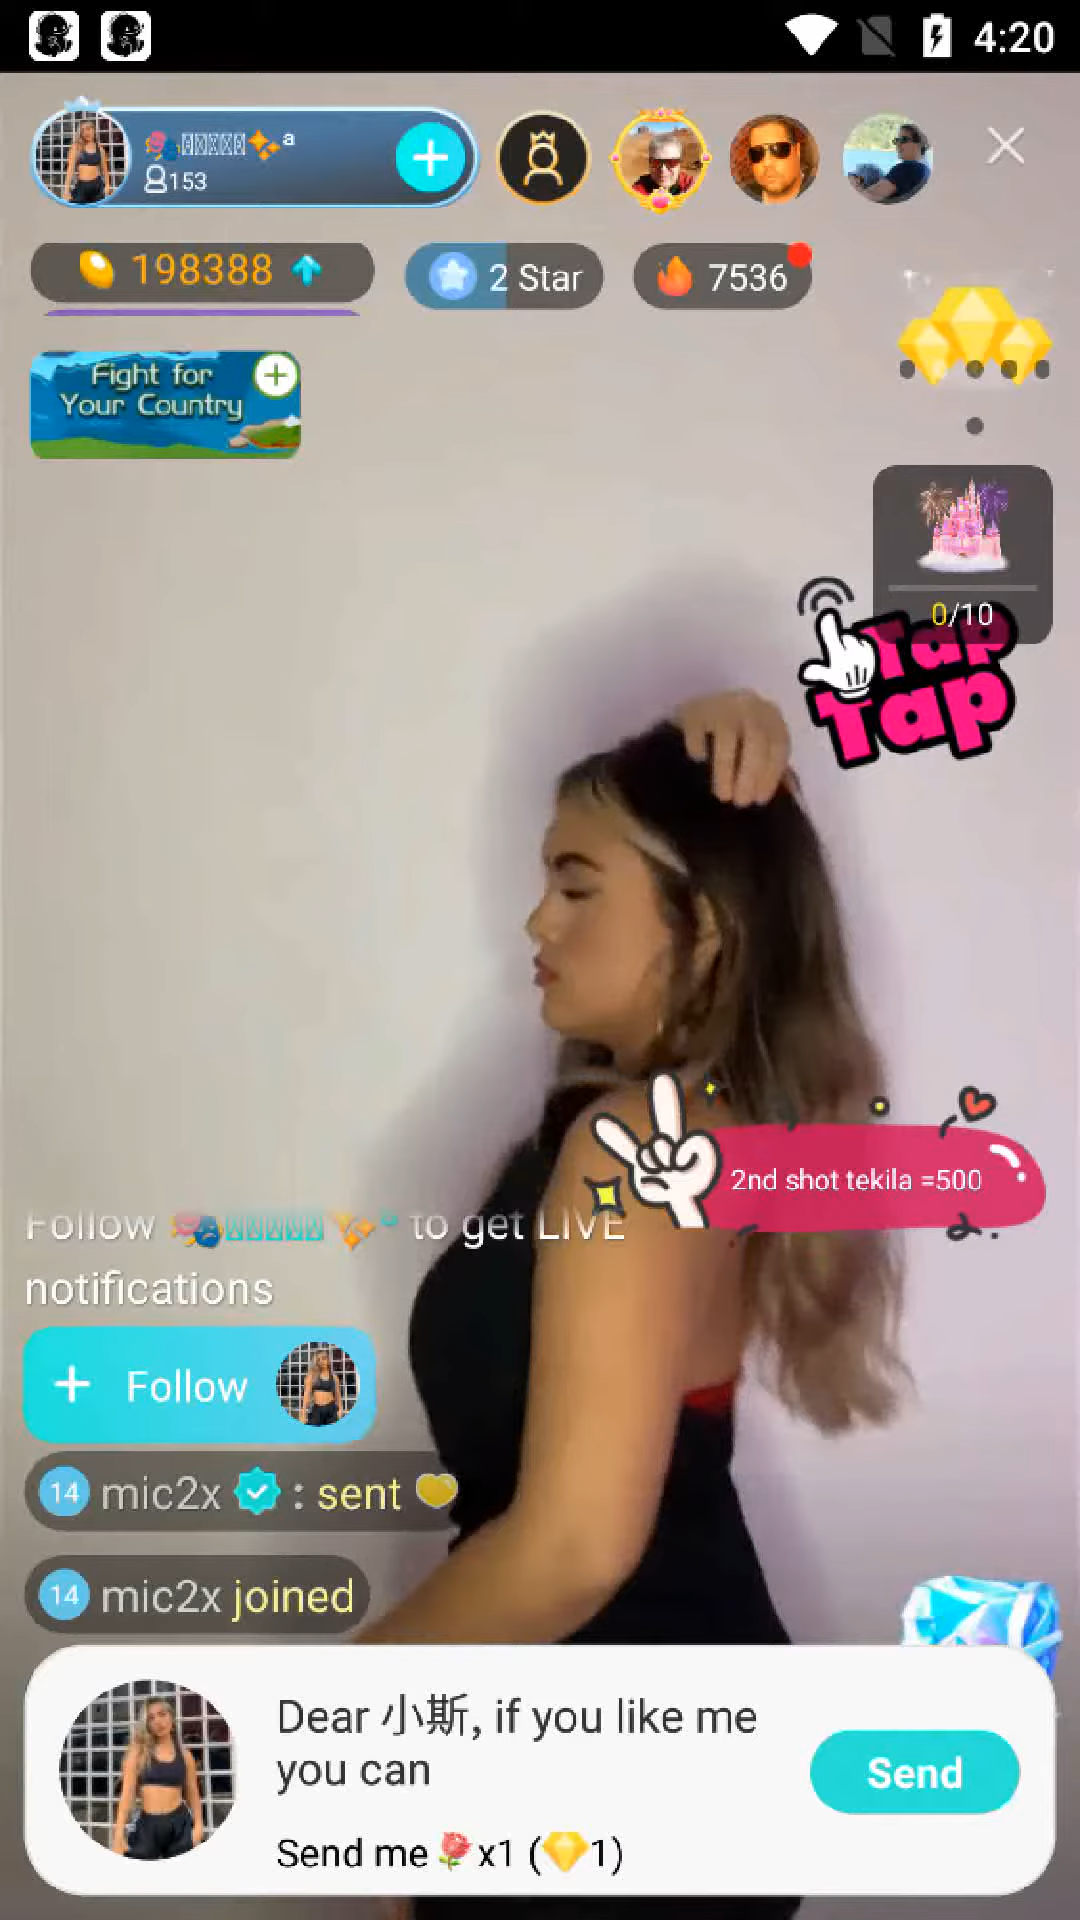 4:20
153
198388
2 Star
7536
Fight for
Your Country
0/10
Tap
Tap
2nd shot tekila =500
Follow to get LIVE
notifications
+ Follow
14 mic2x : sent
14 mic2x joined
Dear 小斯, if you like me
you can
Send
Send me x1 ( 1)